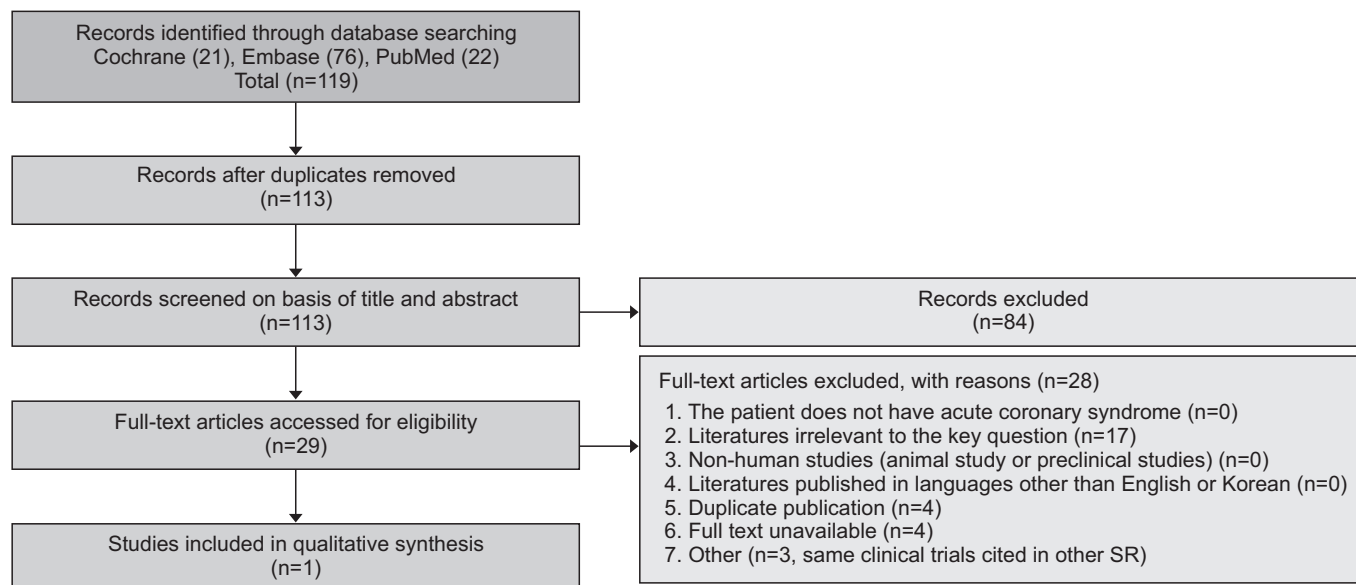 Records identified through database searching
Cochrane (21), Embase (76), PubMed (22)
Total (n=119)
Records after duplicates removed
(n=113)
Records screened on basis of title and abstract
(n=113)
Records excluded
(n=84)
Full-text articles accessed for eligibility
(n=29)
Full-text articles excluded, with reasons (n=28)
1. The patient does not have acute coronary syndrome (n=0)
2. Literatures irrelevant to the key question (n=17)
3. Non-human studies (animal study or preclinical studies) (n=0)
4. Literatures published in languages other than English or Korean (n=0)
5. Duplicate publication (n=4)
6. Full text unavailable (n=4)
7. Other (n=3, same clinical trials cited in other SR)
Studies included in qualitative synthesis
(n=1)